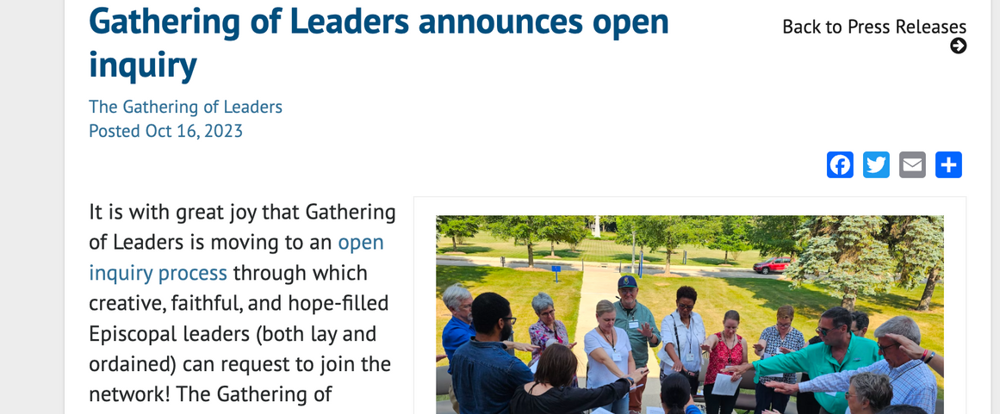 Gathering of Leaders announces open
inquiry
Back to Press Releases
The Gathering of Leaders
Posted Oct 16, 2023
It is with great joy that Gathering
of Leaders is moving to an open
inquiry process through which
creative, faithful, and hope-filled
Episcopal leaders (both lay and
ordained) can request to join the
network! The Gathering of